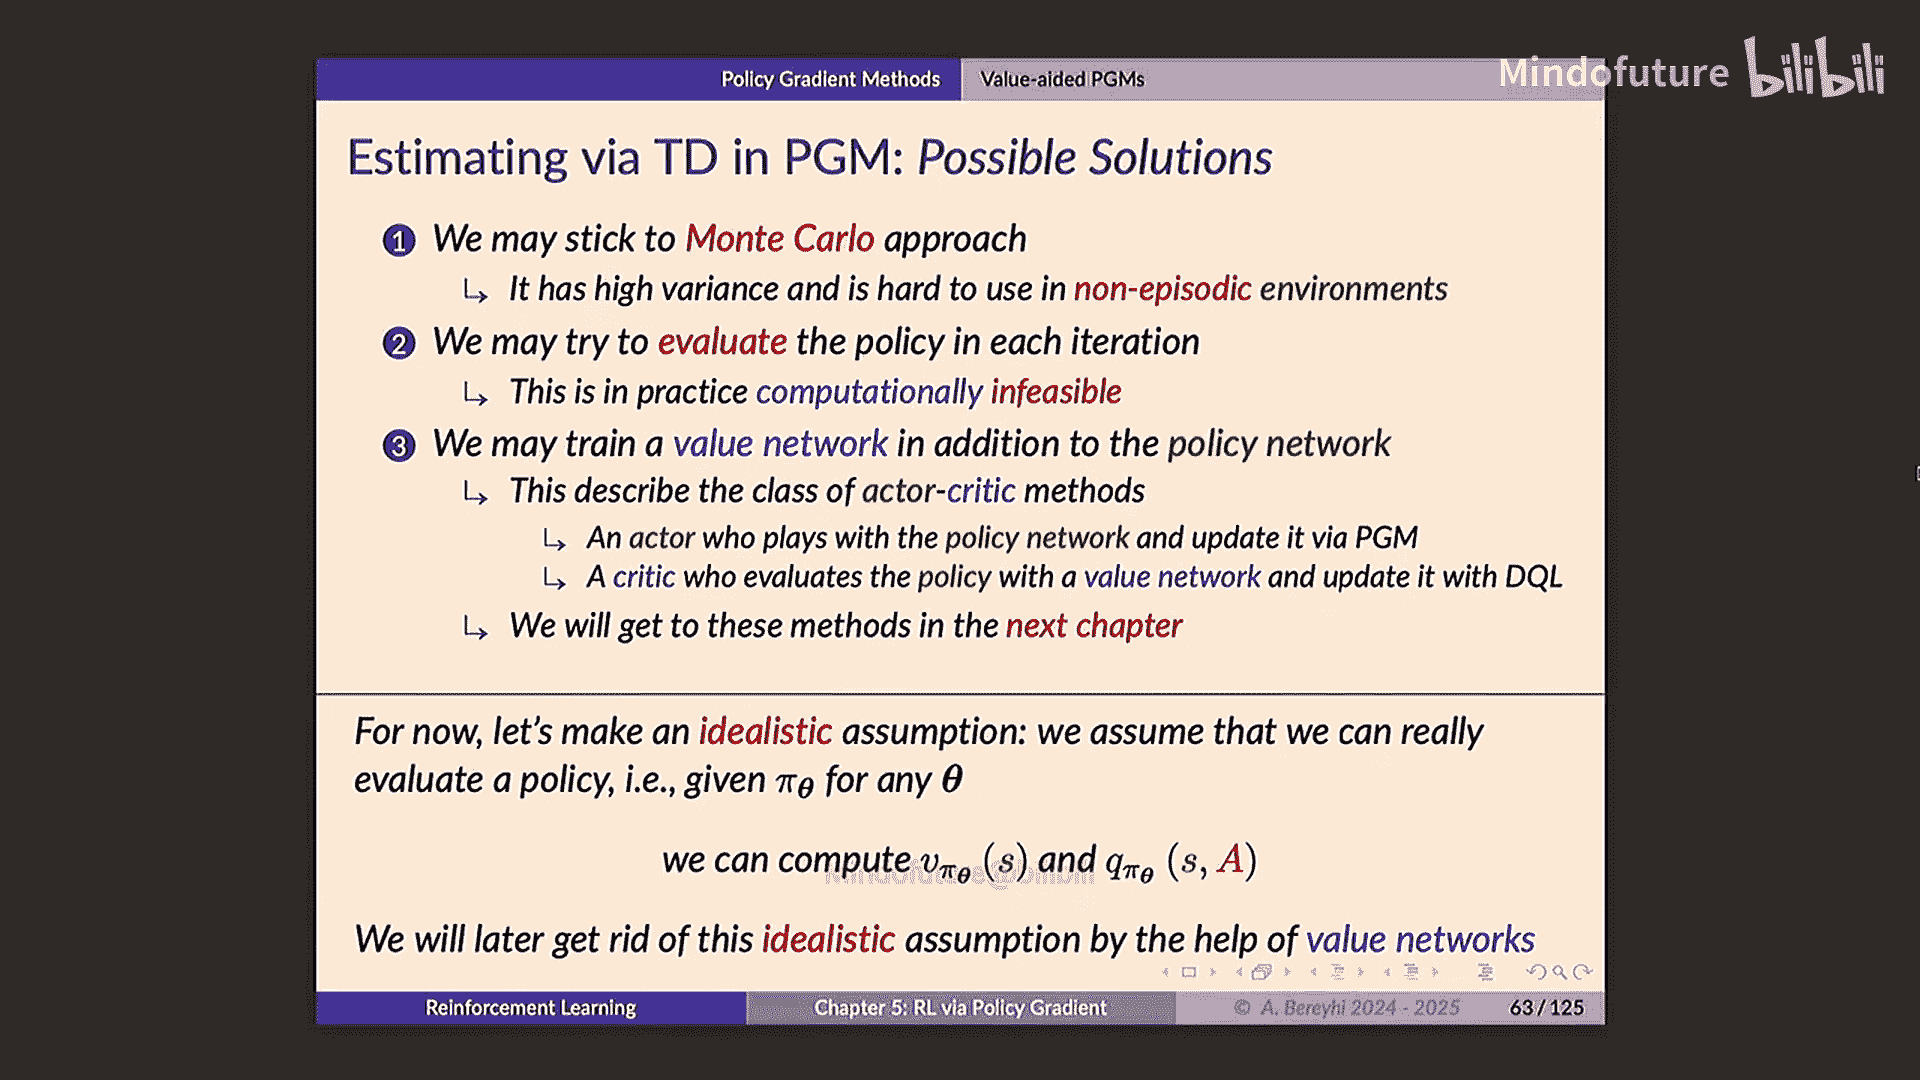 Policy Gradient Methods Value-aided PGMs
Mindofuture bilibili
Estimating via TD in PGM: Possible Solutions
1 We may stick to Monte Carlo approach
↳ It has high variance and is hard to use in non-episodic environments
2 We may try to evaluate the policy in each iteration
↳ This is in practice computationally infeasible
3 We may train a value network in addition to the policy network
↳ This describe the class of actor-critic methods
↳ An actor who plays with the policy network and update it via PGM
↳ A critic who evaluates the policy with a value network and update it with DQL
↳ We will get to these methods in the next chapter
For now, let's make an idealistic assumption: we assume that we can really
evaluate a policy, i.e., given π_θ for any θ
we can compute v_{π_θ} (s) and q_{π_θ} (s, A)
Mindofuture@bilibili
We will later get rid of this idealistic assumption by the help of value networks
Reinforcement Learning Chapter 5: RL via Policy Gradient © A. Bereyhi 2024 - 2025 63 / 125